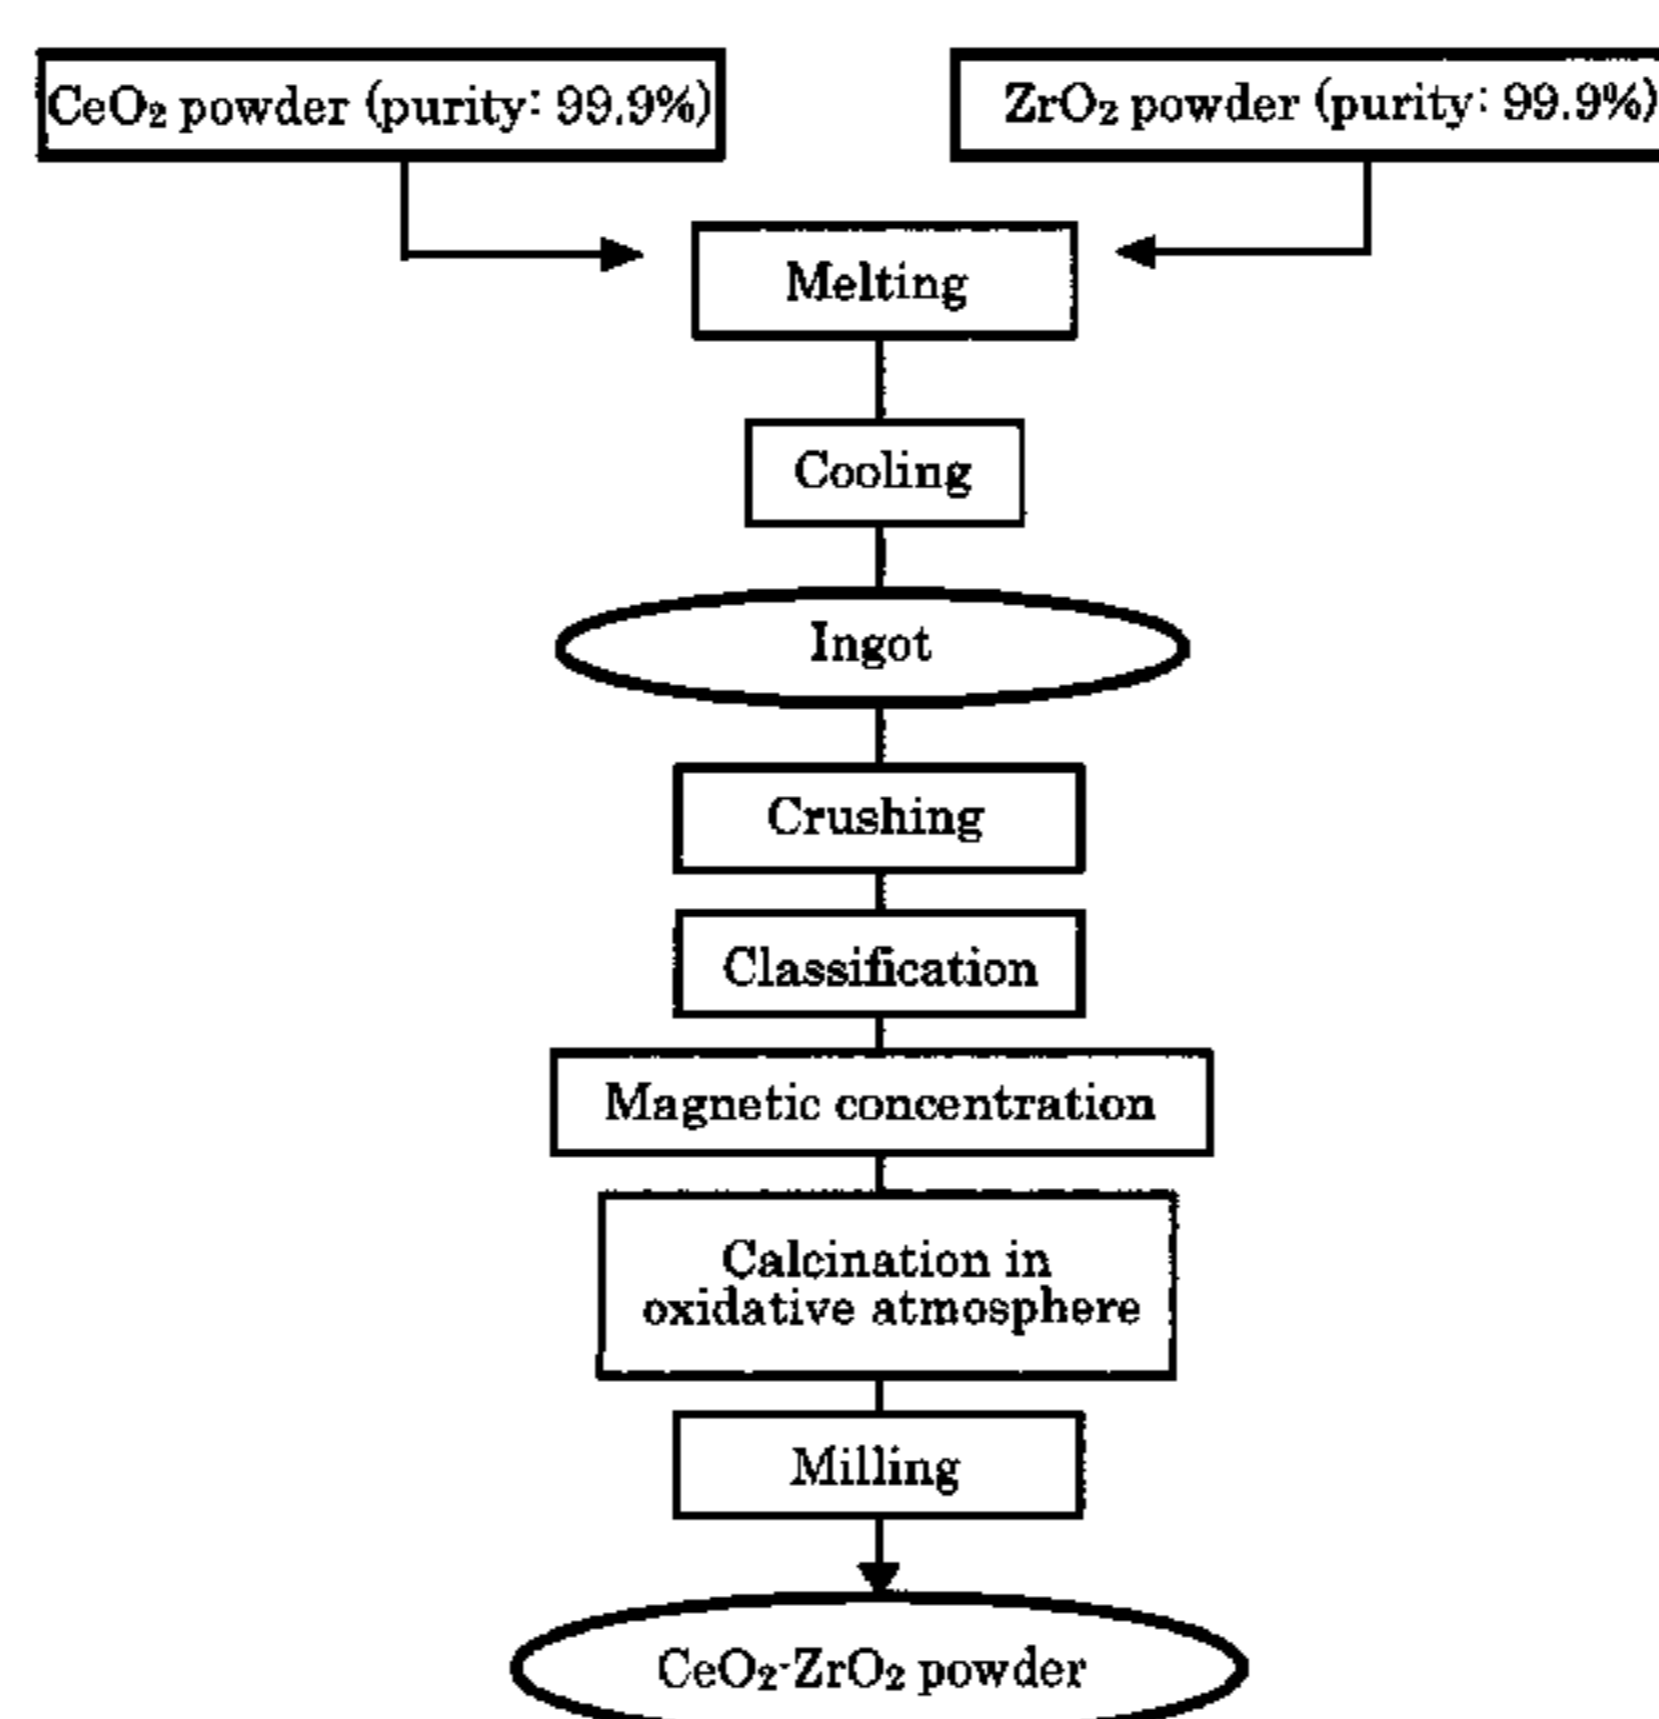 CeO₂ powder (purity: 99.9%)
ZrO₂ powder (purity: 99.9%)
Melting
Cooling
Ingot
Crushing
Classification
Magnetic concentration
Calcination in
oxidative atmosphere
Milling
CeO₂-ZrO₂ powder